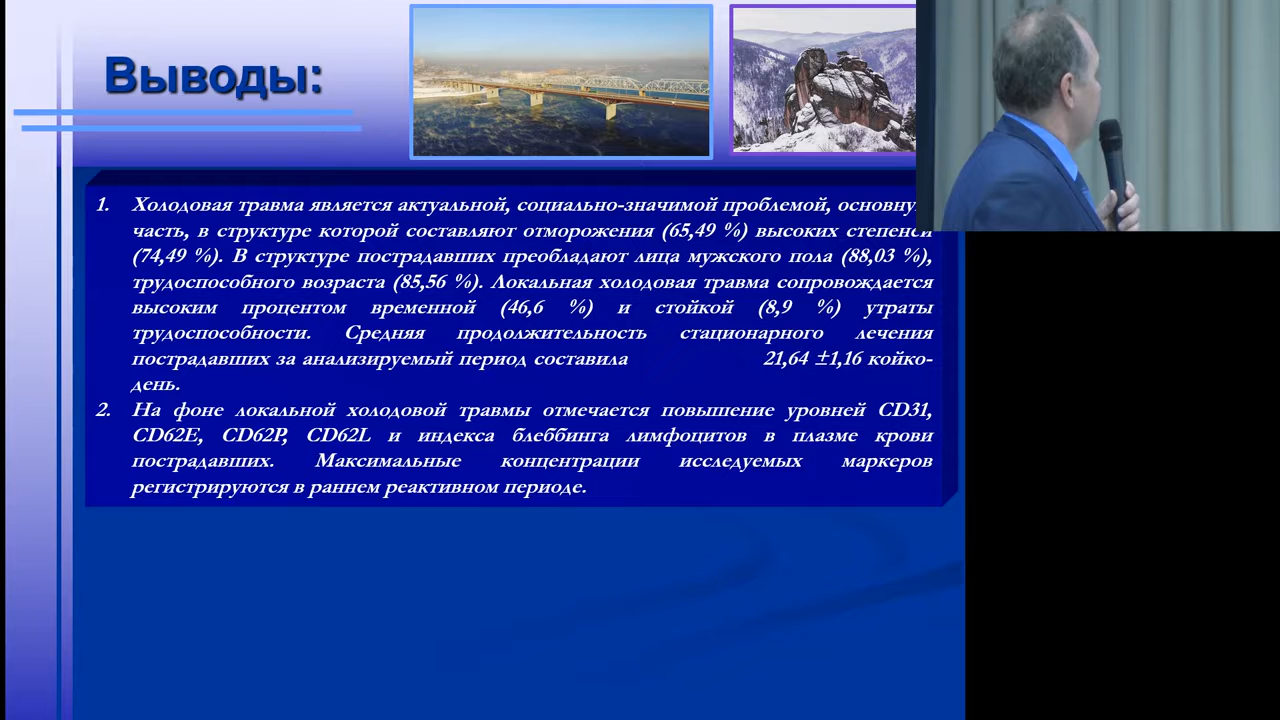 Выводы:
1. Холодовая травма является актуальной, социально-значимой проблемой,
часть, в структуре которой составляют отморожения (65,49 %) высоких степеней
(74,49 %). В структуре пострадавших преобладают лица мужского пола (88,03 %),
трудоспособного возраста (85,56 %). Локальная холодовая травма сопровождается
высоким процентом временной (46,6 %) и стойкой (8,9 %) утраты
трудоспособности. Средняя продолжительность стационарного лечения
пострадавших за анализируемый период составила 21,64 ±1,16 койко-
день.
2. На фоне локальной холодовой травмы отмечается повышение уровней CD31,
CD62E, CD62P, CD62L и индекса блеббинга лимфоцитов в плазме крови
пострадавших. Максимальные концентрации исследуемых маркеров
регистрируются в раннем реактивном периоде.